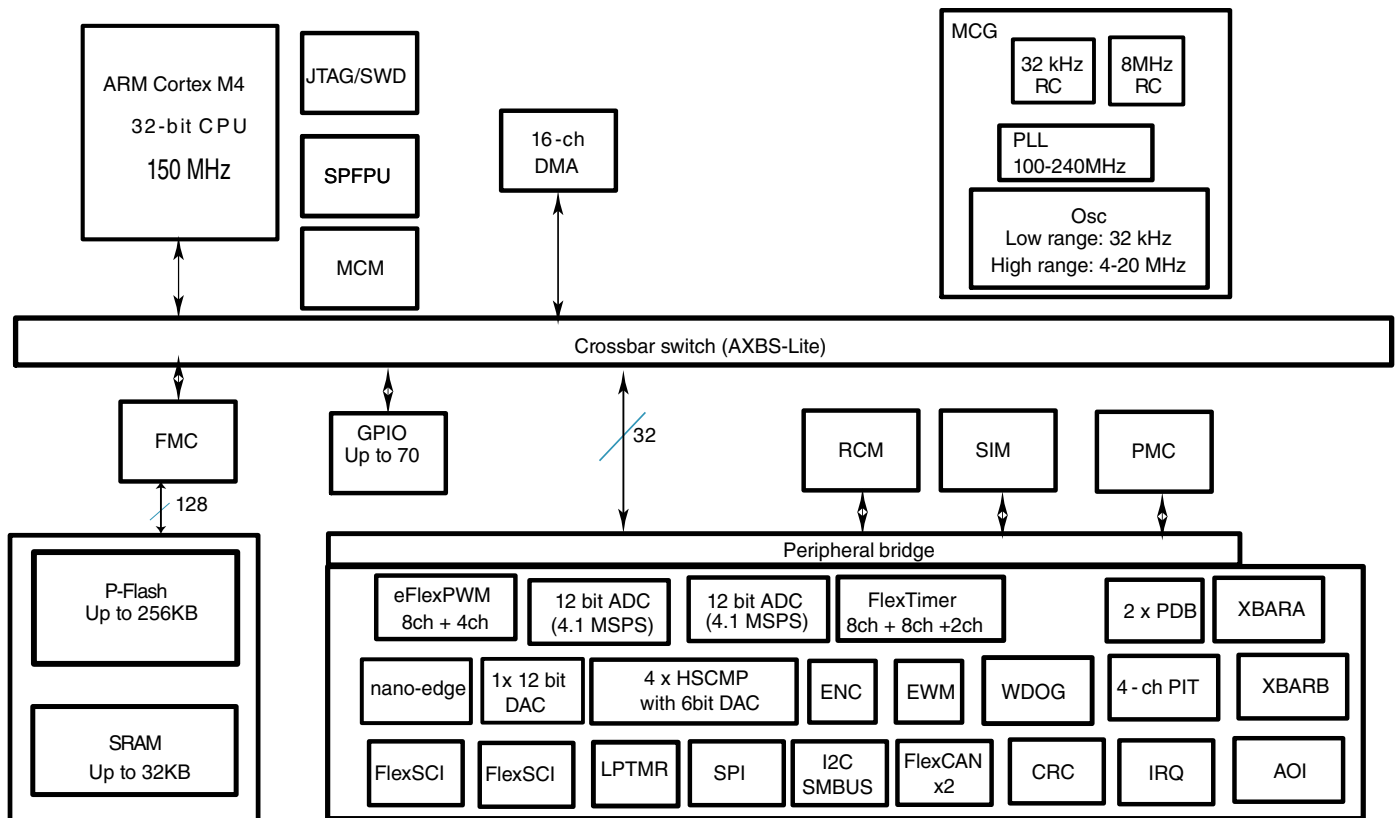 ARM Cortex M4
32-bit CPU
150 MHz
JTAG/SWD
SPFPU
MCM
16-ch
DMA
MCG
32 kHz
RC
8MHz
RC
PLL
100-240MHz
Osc
Low range: 32 kHz
High range: 4-20 MHz
Crossbar switch (AXBS-Lite)
FMC
128
GPIO
Up to 70
32
RCM
SIM
PMC
P-Flash
Up to 256KB
SRAM
Up to 32KB
Peripheral bridge
eFlexPWM
8ch + 4ch
12 bit ADC
(4.1 MSPS)
12 bit ADC
(4.1 MSPS)
FlexTimer
8ch + 8ch +2ch
2 x PDB
XBARA
nano-edge
1x 12 bit
DAC
4 x HSCMP
with 6bit DAC
ENC
EWM
WDOG
4-ch PIT
XBARB
FlexSCI
FlexSCI
LPTMR
SPI
I2C
SMBUS
FlexCAN
x2
CRC
IRQ
AOI